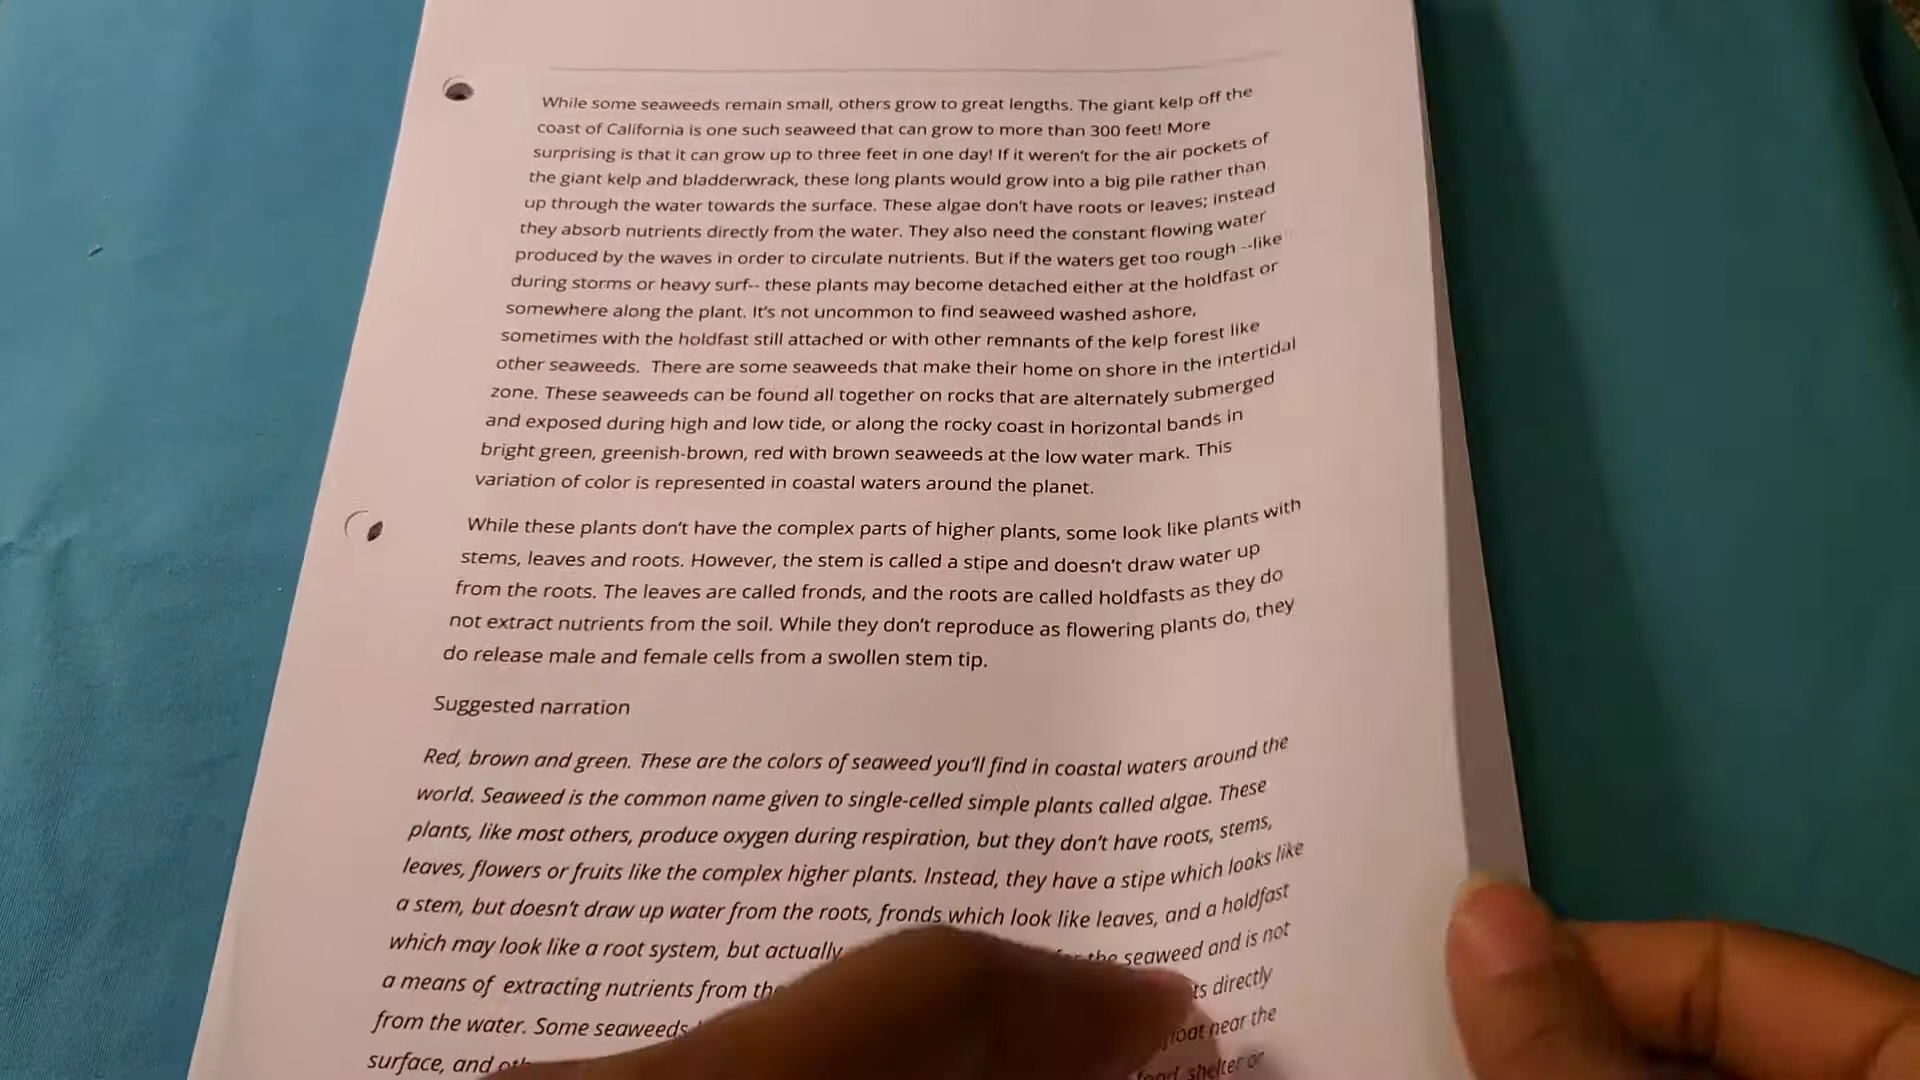 While some seaweeds remain small, others grow to great lengths. The giant kelp off the
coast of California is one such seaweed that can grow to more than 300 feet! More
surprising is that it can grow up to three feet in one day! If it weren't for the air pockets of
the giant kelp and bladderwrack, these long plants would grow into a big pile rather than
up through the water towards the surface. These algae don't have roots or leaves; instead
they absorb nutrients directly from the water. They also need the constant flowing water
produced by the waves in order to circulate nutrients. But if the waters get too rough --like
during storms or heavy surf-- these plants may become detached either at the holdfast or
somewhere along the plant. It's not uncommon to find seaweed washed ashore,
sometimes with the holdfast still attached or with other remnants of the kelp forest like
other seaweeds. There are some seaweeds that make their home on shore in the intertidal
zone. These seaweeds can be found all together on rocks that are alternately submerged
and exposed during high and low tide, or along the rocky coast in horizontal bands in
bright green, greenish-brown, red with brown seaweeds at the low water mark. This
variation of color is represented in coastal waters around the planet.
While these plants don't have the complex parts of higher plants, some look like plants with
stems, leaves and roots. However, the stem is called a stipe and doesn't draw water up
from the roots. The leaves are called fronds, and the roots are called holdfasts as they do
not extract nutrients from the soil. While they don't reproduce as flowering plants do, they
do release male and female cells from a swollen stem tip.
Suggested narration
Red, brown and green. These are the colors of seaweed you'll find in coastal waters around the
world. Seaweed is the common name given to single-celled simple plants called algae. These
plants, like most others, produce oxygen during respiration, but they don't have roots, stems,
leaves, flowers or fruits like the complex higher plants. Instead, they have a stipe which looks like
a stem, but doesn't draw up water from the roots, fronds which look like leaves, and a holdfast
which may look like a root system, but actually the seaweed and is not
a means of extracting nutrients from directly
from the water. Some seaweeds near the
surface, and shelter or